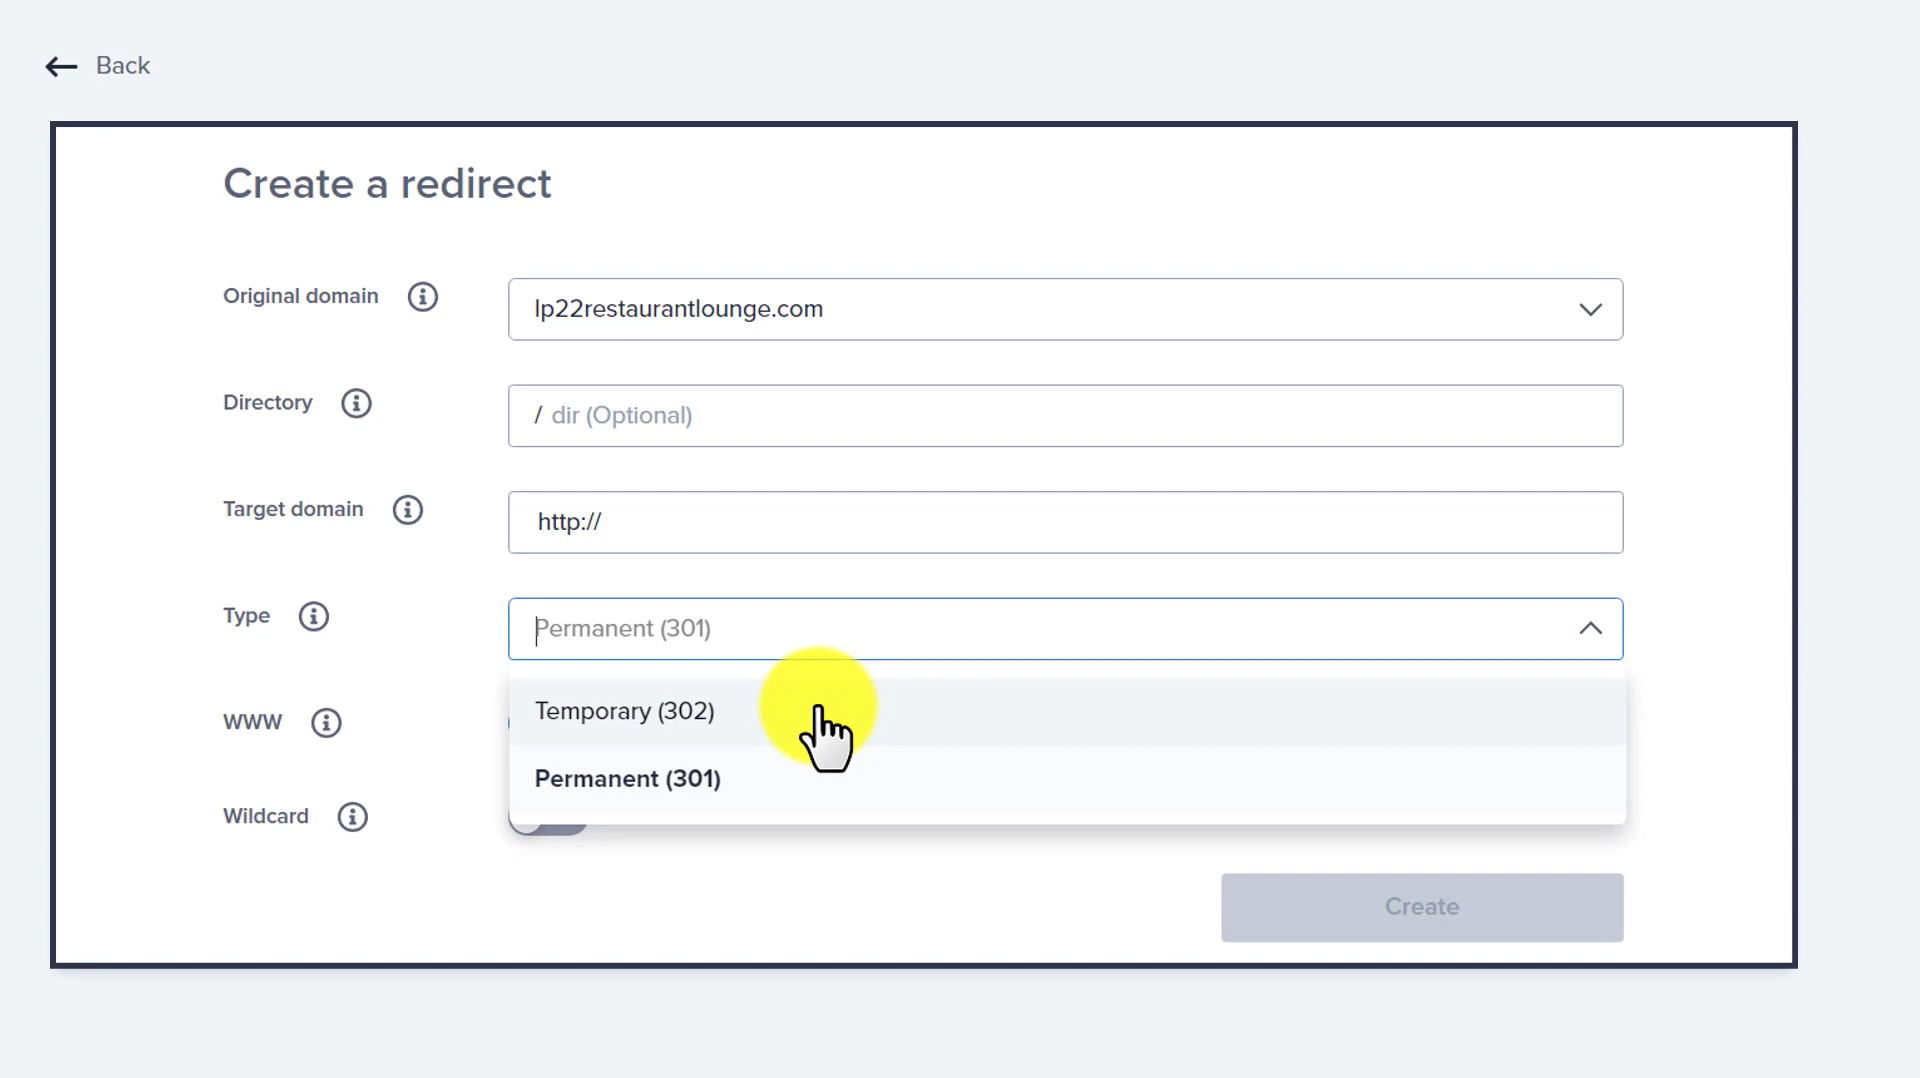 Back
Create a redirect
Original domain
lp22restaurantlounge.com
Directory
/ dir (Optional)
Target domain
http://
Type
Permanent (301)
Temporary (302)
WWW
Permanent (301)
Wildcard
Create